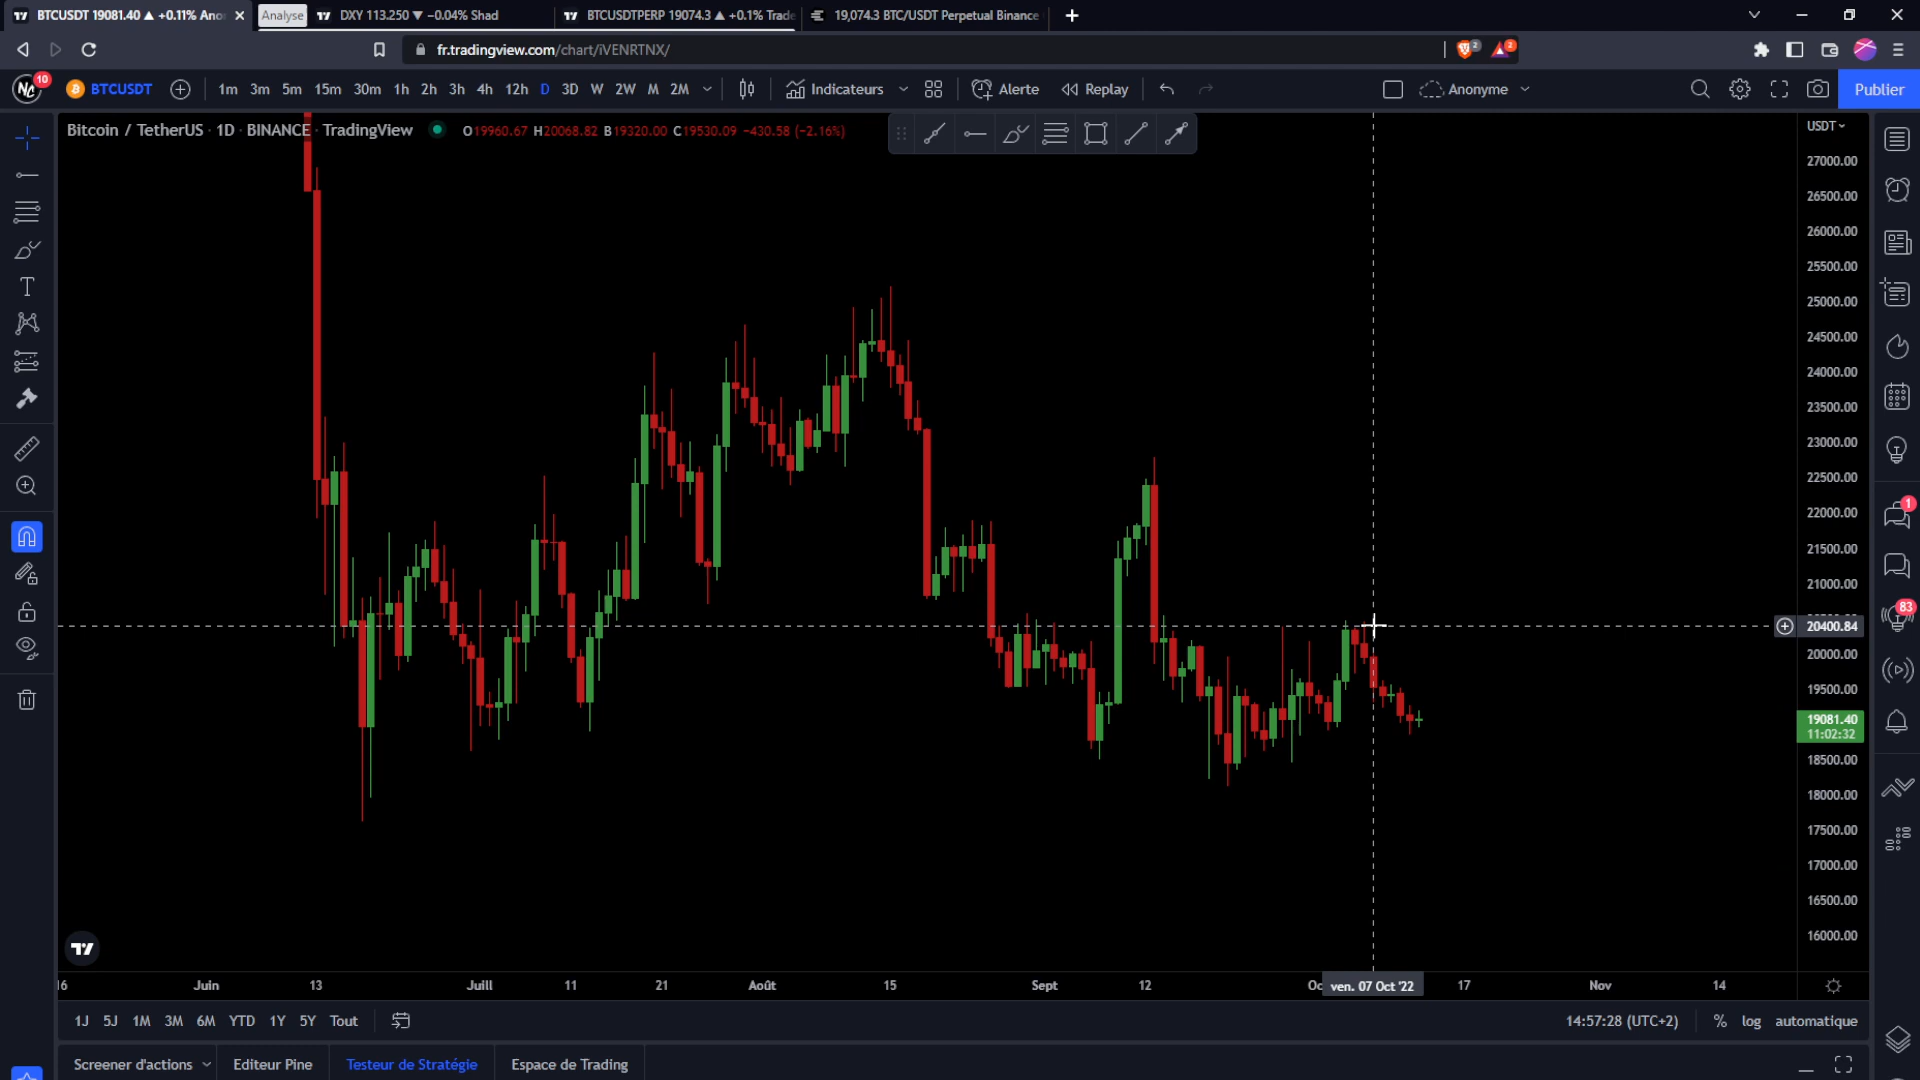 BTCUSDT 19081.40 ▲ +0.11% Ano
Analyse
DXY 113.250 ▼ −0.04% Shad
BTCUSDTPERP 19074.3 ▲ +0.1% Trade
19,074.3 BTC/USDT Perpetual Binance
fr.tradingview.com/chart/iVENRTNX/
2
2
10
BTCUSDT
1m 3m 5m 15m 30m 1h 2h 3h 4h 12h D 3D W 2W M 2M
Indicateurs
Alerte
Replay
Anonyme
Publier
Bitcoin / TetherUS · 1D · BINANCE · TradingView
O19960.67 H20068.82 B19320.00 C19530.09 −430.58 (−2.16%)
USDT
27000.00
26500.00
26000.00
25500.00
25000.00
24500.00
24000.00
23500.00
23000.00
22500.00
22000.00
21500.00
21000.00
20400.84
20000.00
19500.00
19081.40
11:02:32
18500.00
18000.00
17500.00
17000.00
16500.00
16000.00
1
83
16 Juin 13 Juill 11 21 Août 15 Sept 12 Oc ven. 07 Oct '22 17 Nov 14
1J 5J 1M 3M 6M YTD 1Y 5Y Tout
14:57:28 (UTC+2) % log automatique
Screener d'actions
Editeur Pine
Testeur de Stratégie
Espace de Trading